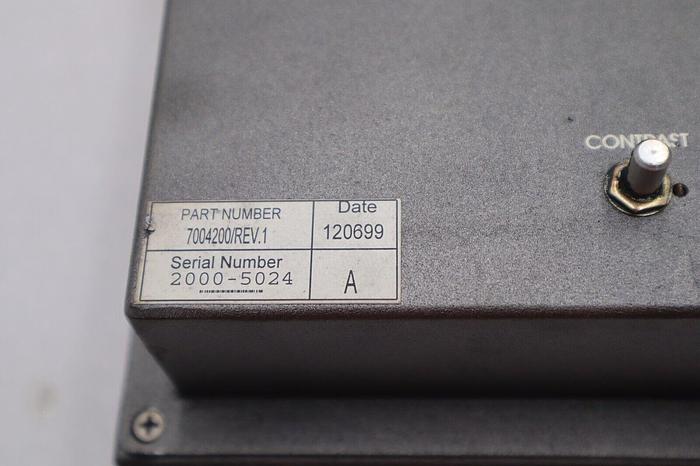 CONTRAST
PART NUMBER
7004200/REV.1
Date
120699
Serial Number
2000-5024
A